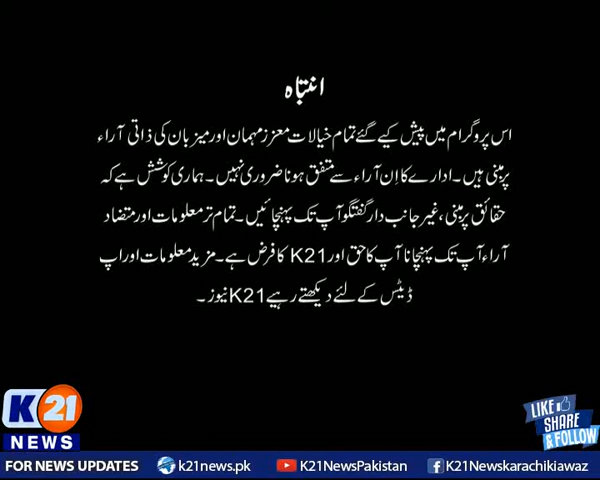 انتباہ
اس پروگرام میں پیش کیے گئے تمام خیالات معزز مہمان اور میزبان کی ذاتی آراء
پر مبنی ہیں۔ ادارے کا اِن آراء سے متفق ہونا ضروری نہیں۔ ہماری کوشش ہے کہ
حقائق پر مبنی، غیر جانب دار گفتگو آپ تک پہنچائیں۔ تمام تر معلومات اور متضاد
آراء آپ تک پہنچانا آپ کا حق اور K21 کا فرض ہے۔ مزید معلومات اور اپ
ڈیٹس کے لئے دیکھتے رہیے K21 نیوز۔
K21
NEWS
LIKE
SHARE
& FOLLOW
FOR NEWS UPDATES k21news.pk K21NewsPakistan K21Newskarachikiawaz